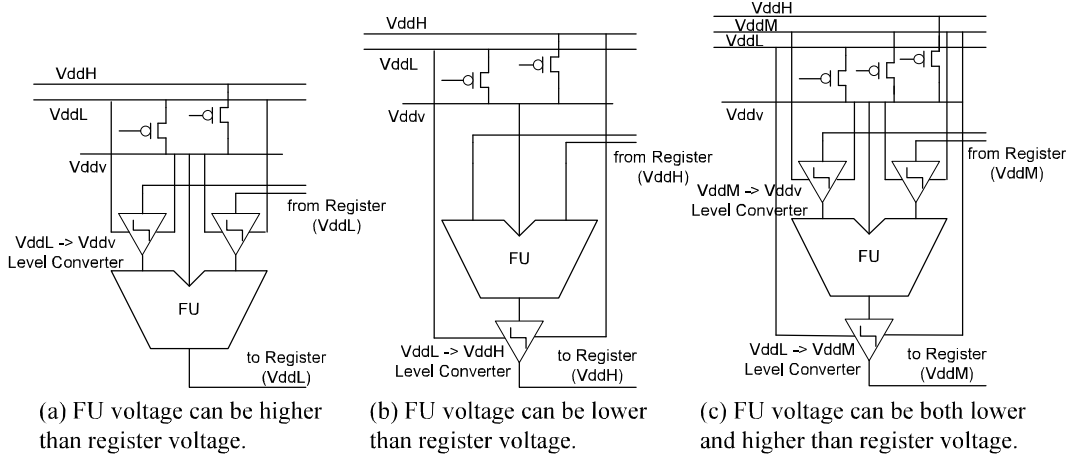 VddH
VddL
Vddv
from Register
(VddL)
VddL -> Vddv
Level Converter
FU
to Register
(VddL)
(a) FU voltage can be higher
than register voltage.
VddH
VddL
Vddv
from Register
(VddH)
FU
VddL -> VddH
Level Converter
to Register
(VddH)
(b) FU voltage can be lower
than register voltage.
VddH
VddM
VddL
Vddv
from Register
(VddM)
VddM -> Vddv
Level Converter
FU
VddL -> VddM
Level Converter
to Register
(VddM)
(c) FU voltage can be both lower
and higher than register voltage.